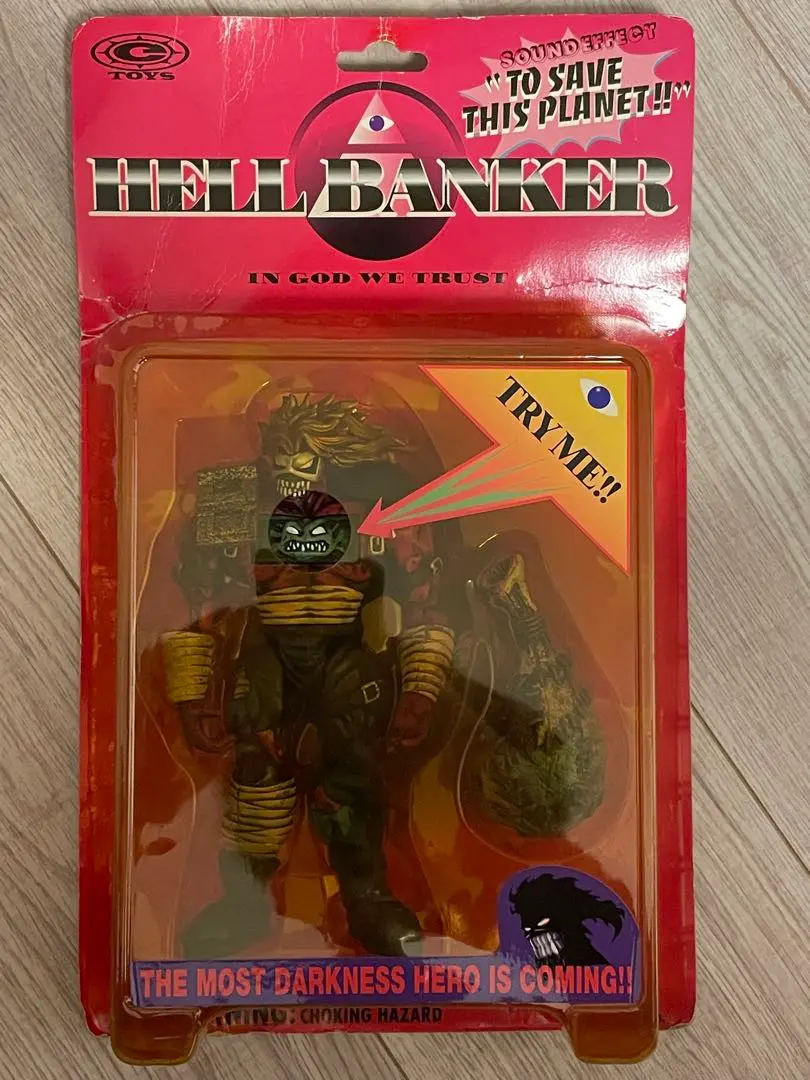 G
TOYS
SOUND EFFECT
"TO SAVE
THIS PLANET!!"
HELL BANKER
IN GOD WE TRUST
TRY ME!!
THE MOST DARKNESS HERO IS COMING!!
CHOKING HAZARD